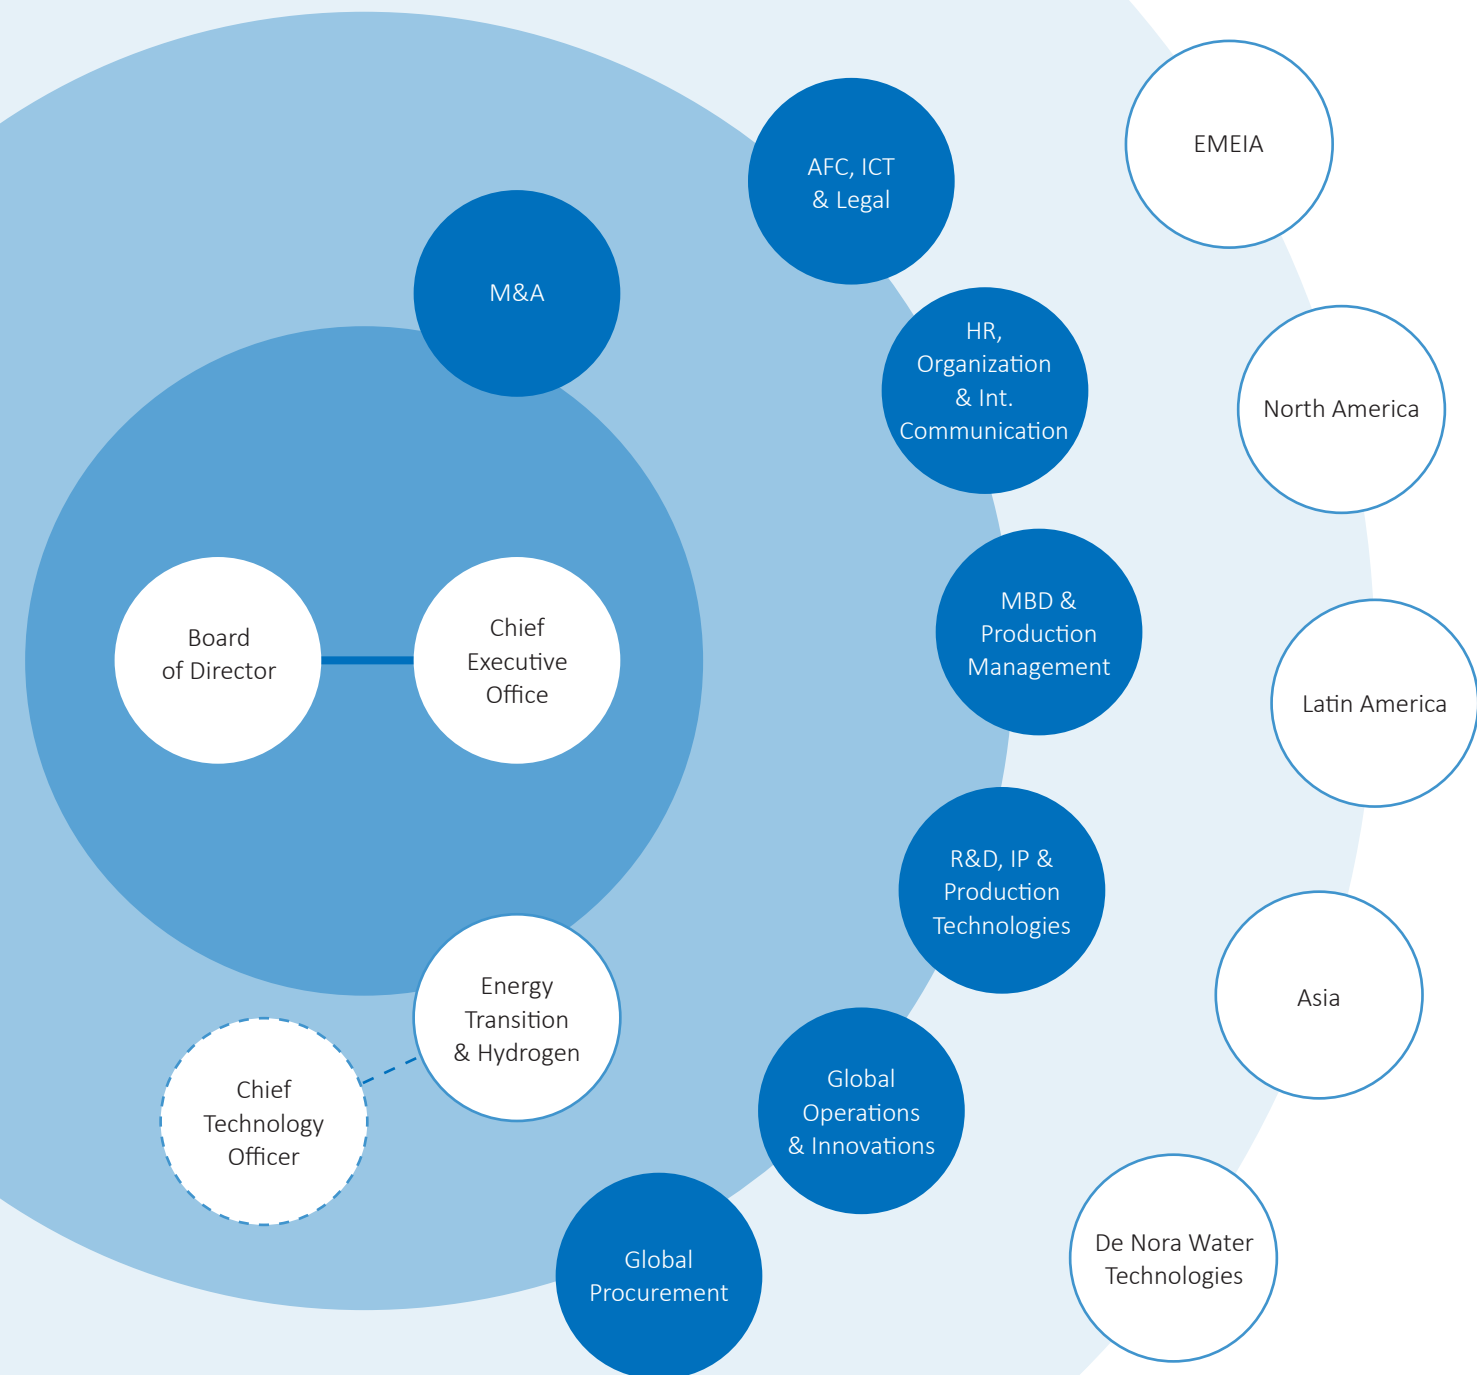 EMEIA
AFC, ICT
& Legal
M&A
HR,
Organization
& Int.
Communication
North America
MBD &
Production
Management
Board
of Director
Chief
Executive
Office
Latin America
R&D, IP &
Production
Technologies
Energy
Transition
& Hydrogen
Asia
Chief
Technology
Officer
Global
Operations
& Innovations
Global
Procurement
De Nora Water
Technologies